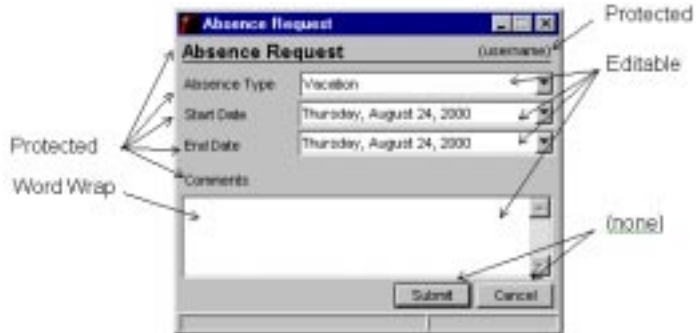 Absence Request
Protected
Absence Request
(username)
Editable
Absence Type
Vacation
Start Date
Thursday, August 24, 2000
Protected
End Date
Thursday, August 24, 2000
Word Wrap
Comments
(none)
Submit
Cancel